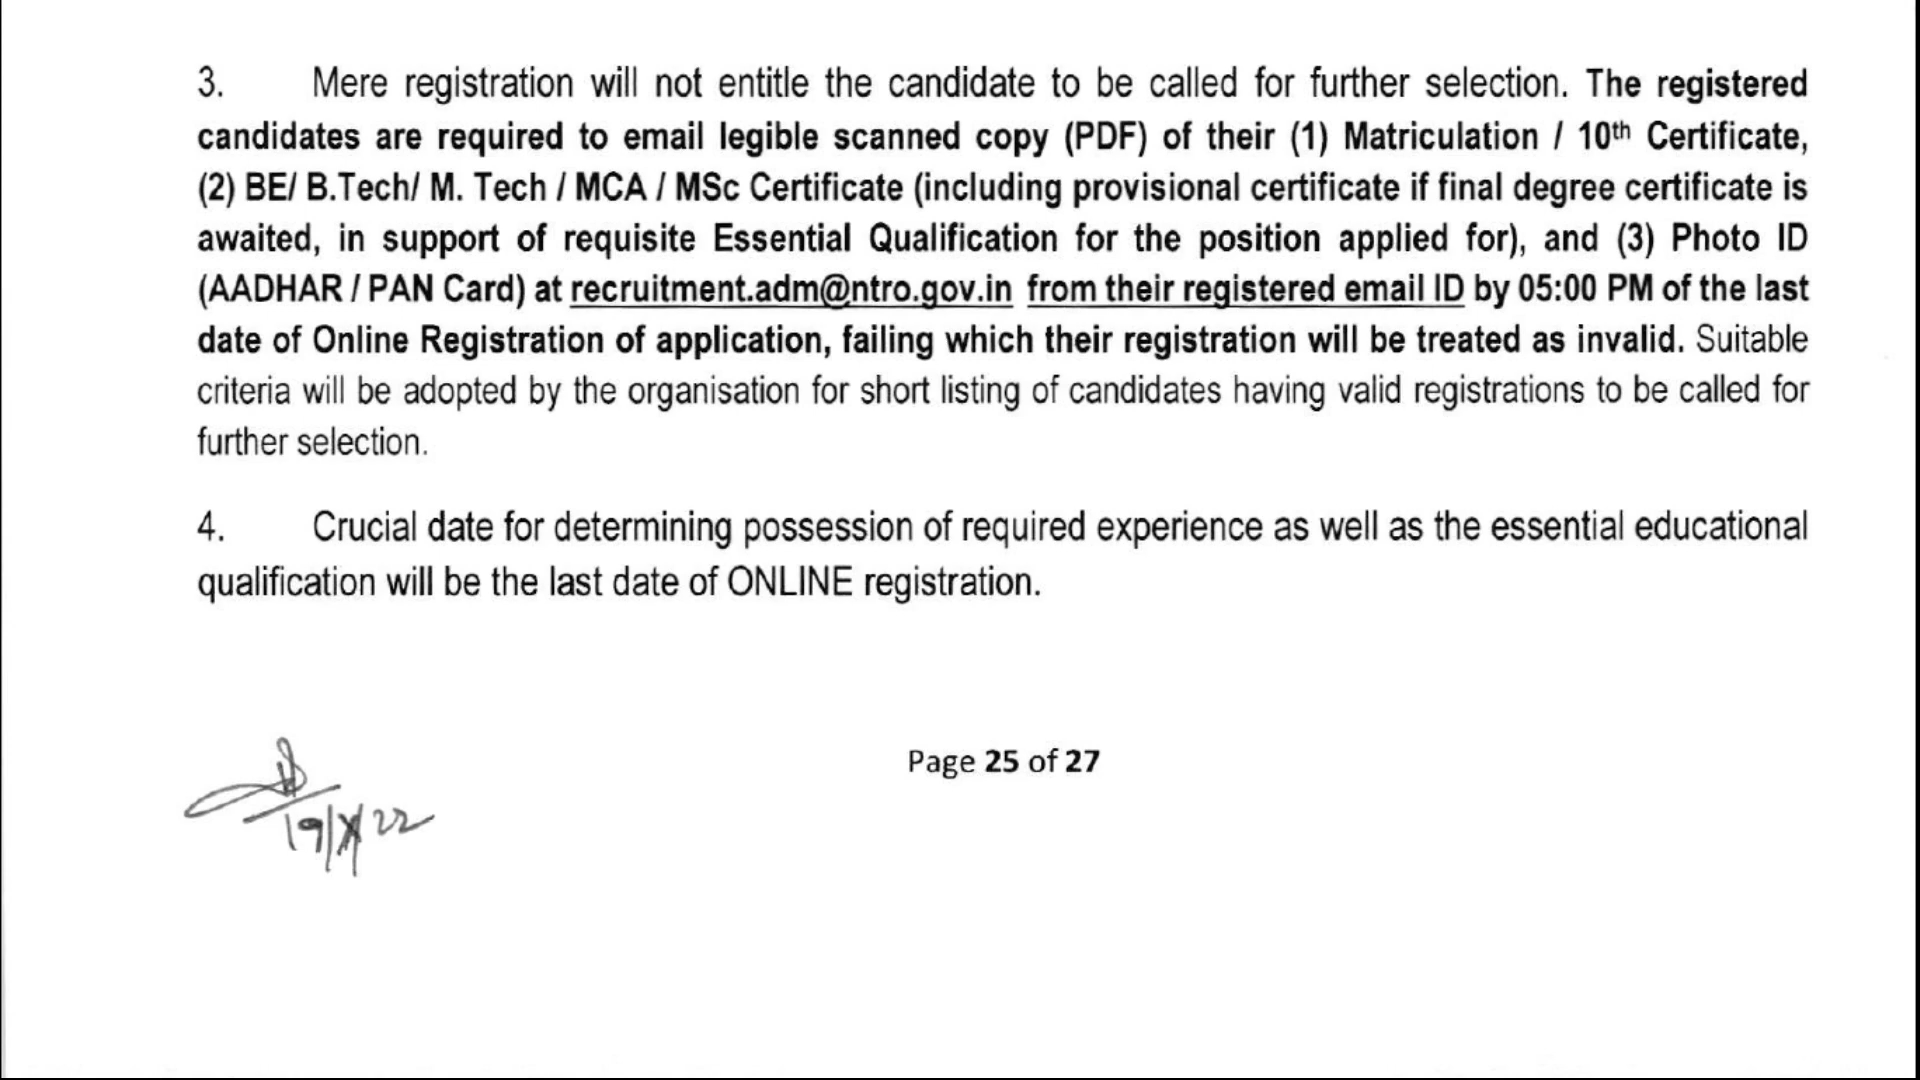 3. Mere registration will not entitle the candidate to be called for further selection. The registered
candidates are required to email legible scanned copy (PDF) of their (1) Matriculation / 10th Certificate,
(2) BE/ B.Tech/ M. Tech / MCA / MSc Certificate (including provisional certificate if final degree certificate is
awaited, in support of requisite Essential Qualification for the position applied for), and (3) Photo ID
(AADHAR / PAN Card) at recruitment.adm@ntro.gov.in from their registered email ID by 05:00 PM of the last
date of Online Registration of application, failing which their registration will be treated as invalid. Suitable
criteria will be adopted by the organisation for short listing of candidates having valid registrations to be called for
further selection.
4. Crucial date for determining possession of required experience as well as the essential educational
qualification will be the last date of ONLINE registration.
Page 25 of 27
19/X/22